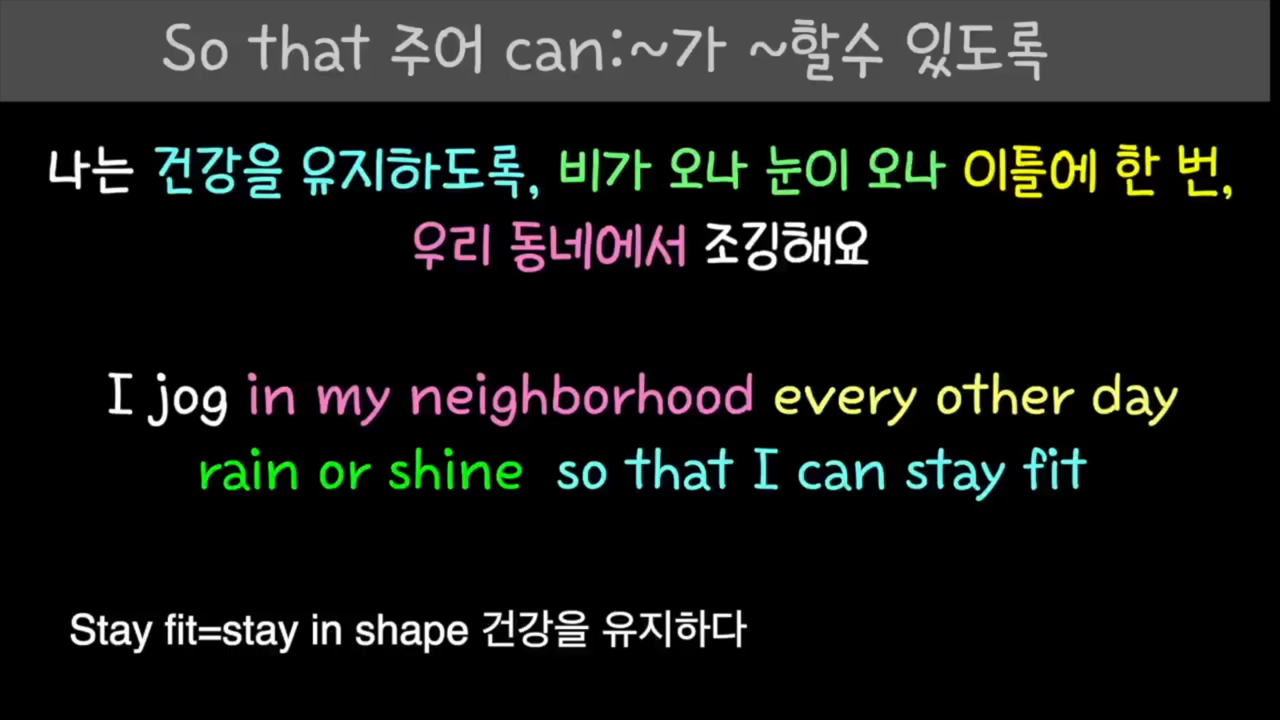 So that 주어 can:~가 ~할수 있도록
나는 건강을 유지하도록, 비가 오나 눈이 오나 이틀에 한 번,
우리 동네에서 조깅해요
I jog in my neighborhood every other day
rain or shine so that I can stay fit
Stay fit=stay in shape 건강을 유지하다